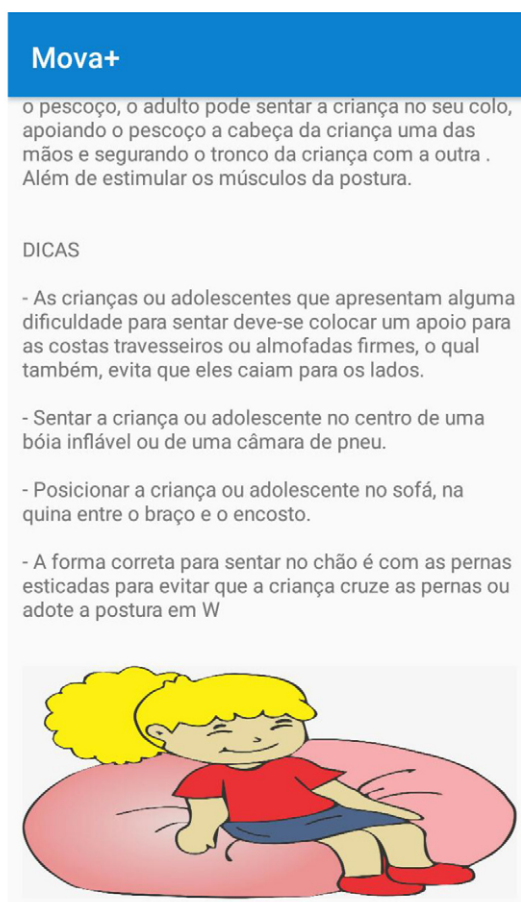 Mova+
o pescoço, o adulto pode sentar a criança no seu colo,
apoiando o pescoço a cabeça da criança uma das
mãos e segurando o tronco da criança com a outra .
Além de estimular os músculos da postura.
DICAS
- As crianças ou adolescentes que apresentam alguma
dificuldade para sentar deve-se colocar um apoio para
as costas travesseiros ou almofadas firmes, o qual
também, evita que eles caiam para os lados.
- Sentar a criança ou adolescente no centro de uma
bóia inflável ou de uma câmara de pneu.
- Posicionar a criança ou adolescente no sofá, na
quina entre o braço e o encosto.
- A forma correta para sentar no chão é com as pernas
esticadas para evitar que a criança cruze as pernas ou
adote a postura em W